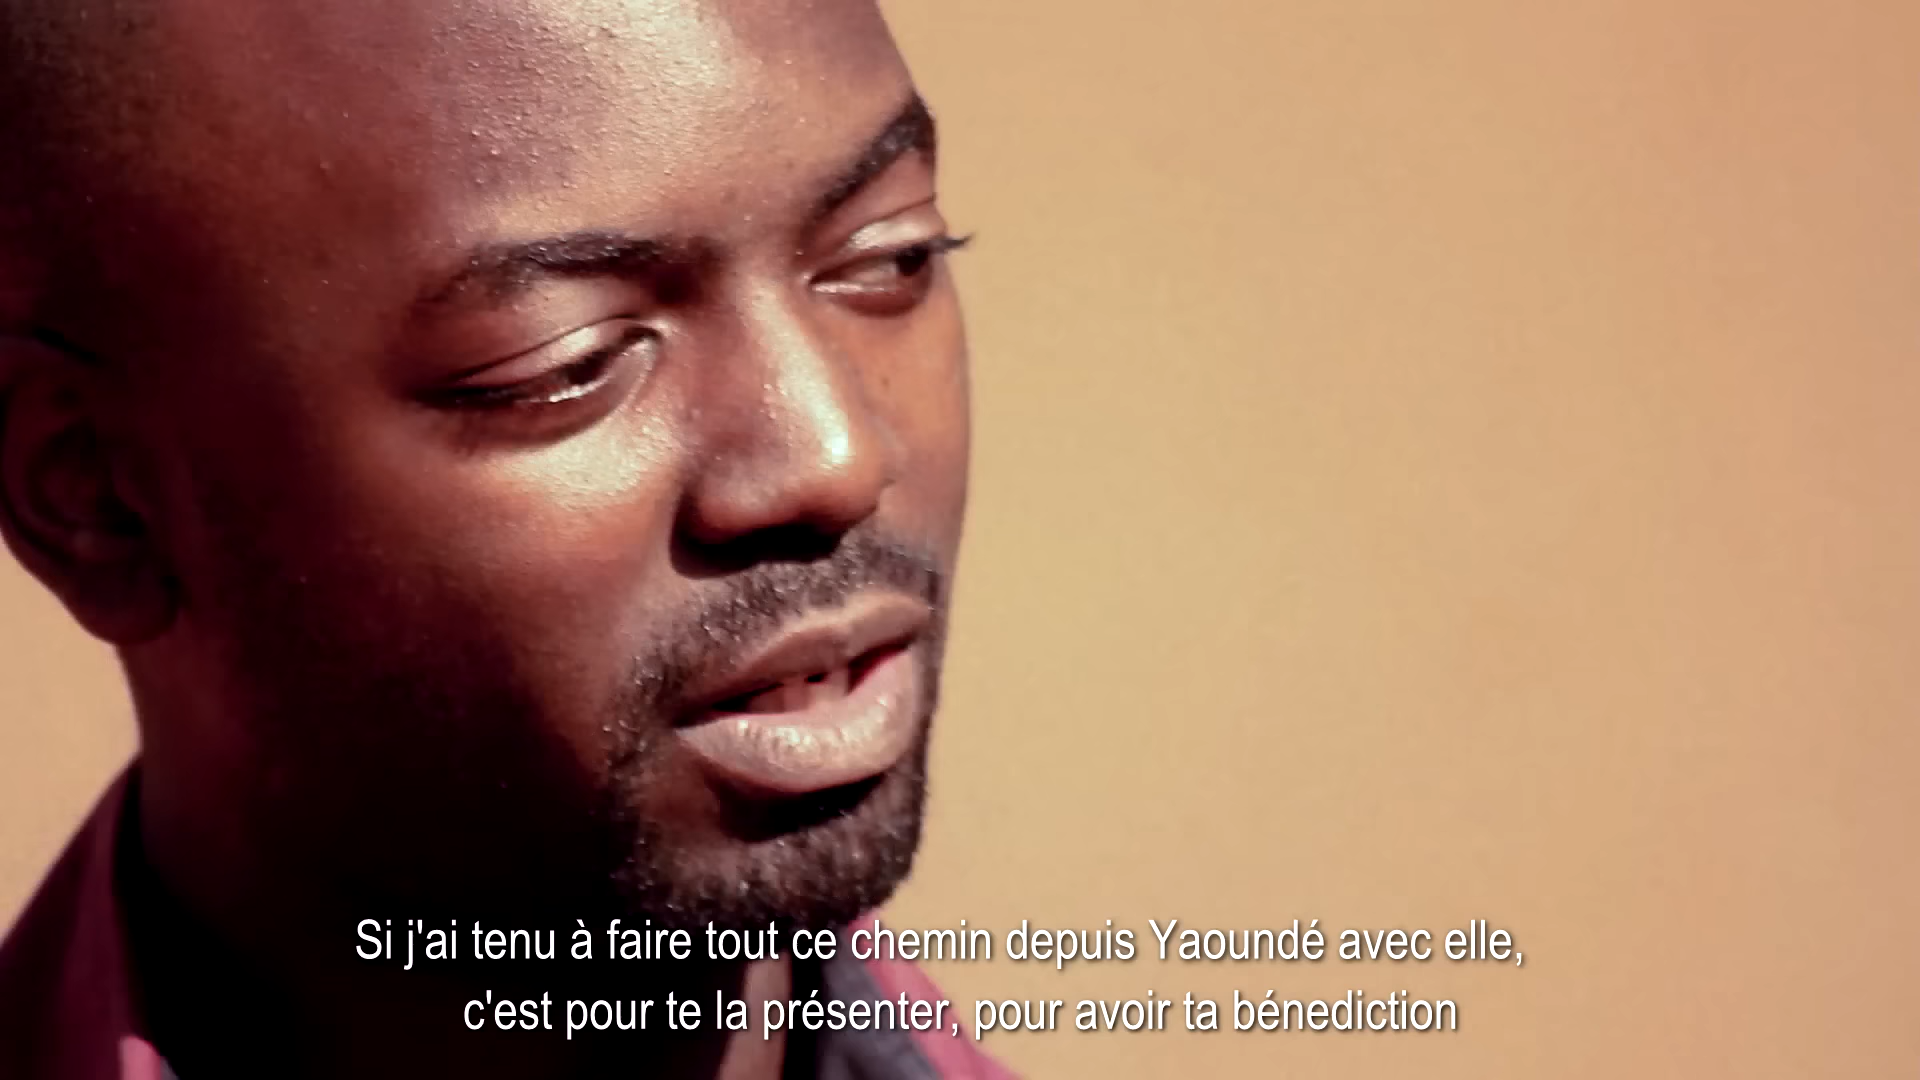 Si j'ai tenu à faire tout ce chemin depuis Yaoundé avec elle,
c'est pour te la présenter, pour avoir ta bénediction